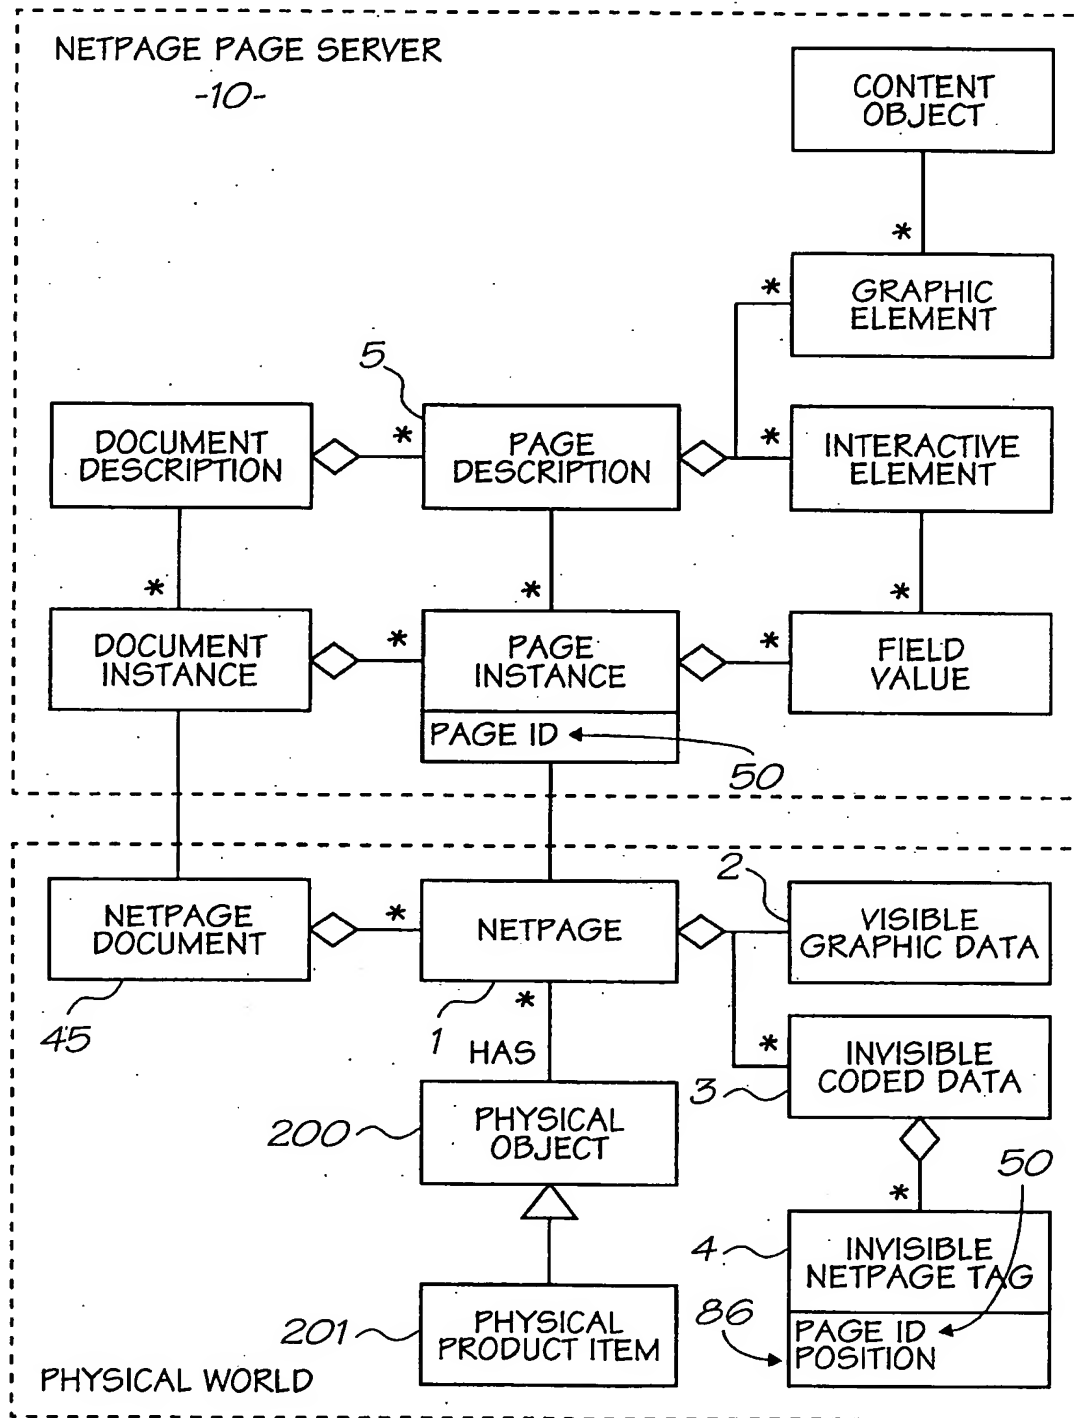 NETPAGE PAGE SERVER
-10-
CONTENT
OBJECT
*
*
GRAPHIC
ELEMENT
5
DOCUMENT
DESCRIPTION
*
PAGE
DESCRIPTION
*
INTERACTIVE
ELEMENT
*
*
*
DOCUMENT
INSTANCE
*
PAGE
INSTANCE
*
FIELD
VALUE
PAGE ID
50
NETPAGE
DOCUMENT
*
NETPAGE
2
VISIBLE
GRAPHIC DATA
45
1
*
HAS
*
INVISIBLE
CODED DATA
3
200
PHYSICAL
OBJECT
50
*
4
INVISIBLE
NETPAGE TAG
86
PAGE ID
POSITION
201
PHYSICAL
PRODUCT ITEM
PHYSICAL WORLD